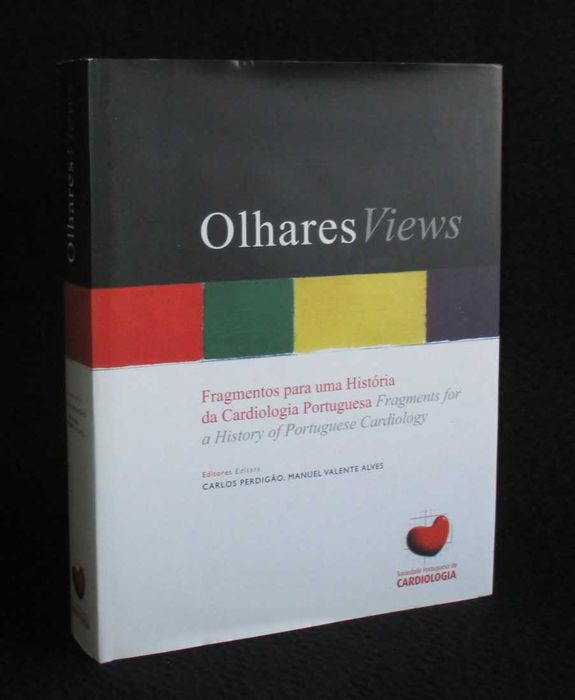 Olhares Views
Olhares Views
Fragmentos para uma História
da Cardiologia Portuguesa Fragments for
a History of Portuguese Cardiology
Editores Editors
CARLOS PERDIGÃO, MANUEL VALENTE ALVES
Sociedade Portuguesa de
CARDIOLOGIA